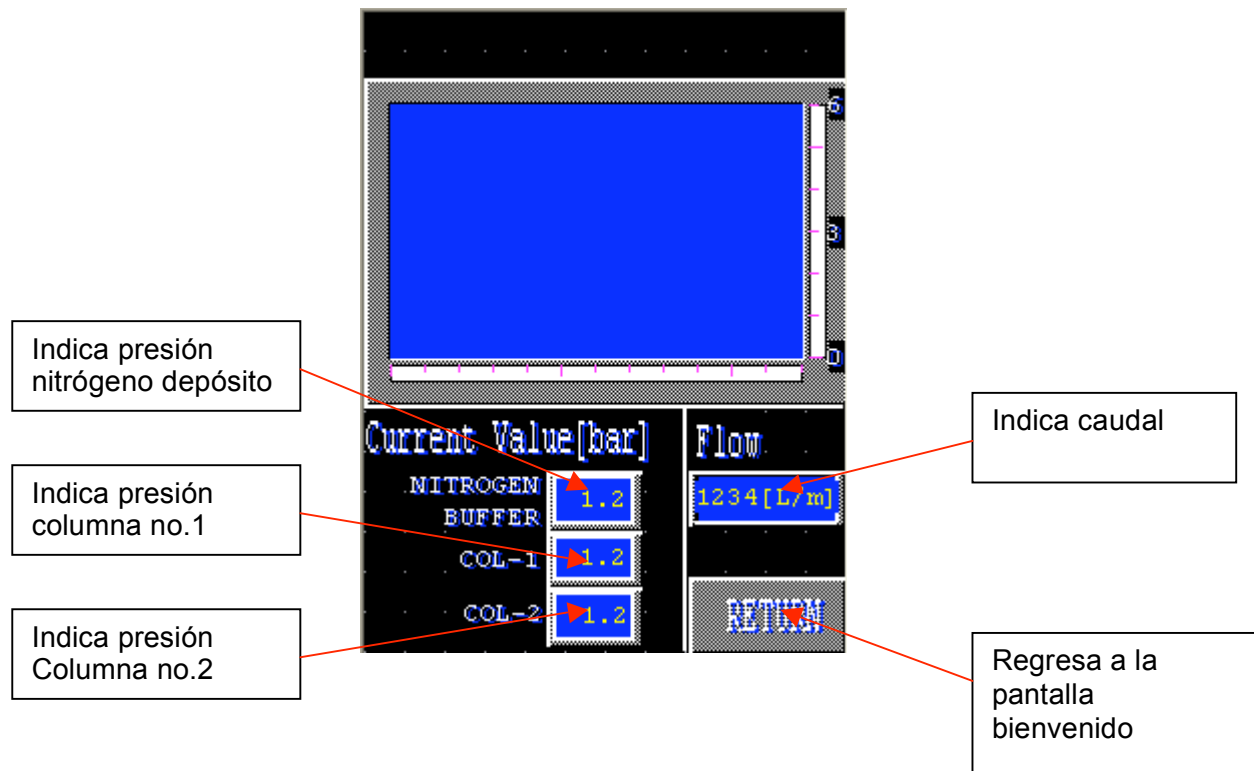 6
3
0
Indica presión
nitrógeno depósito
Indica presión
columna no.1
Indica presión
Columna no.2
Current Value[bar]
NITROGEN
BUFFER
1.2
COL-1
1.2
COL-2
1.2
Flow
1234[L/m]
RETURN
Indica caudal
Regresa a la
pantalla
bienvenido